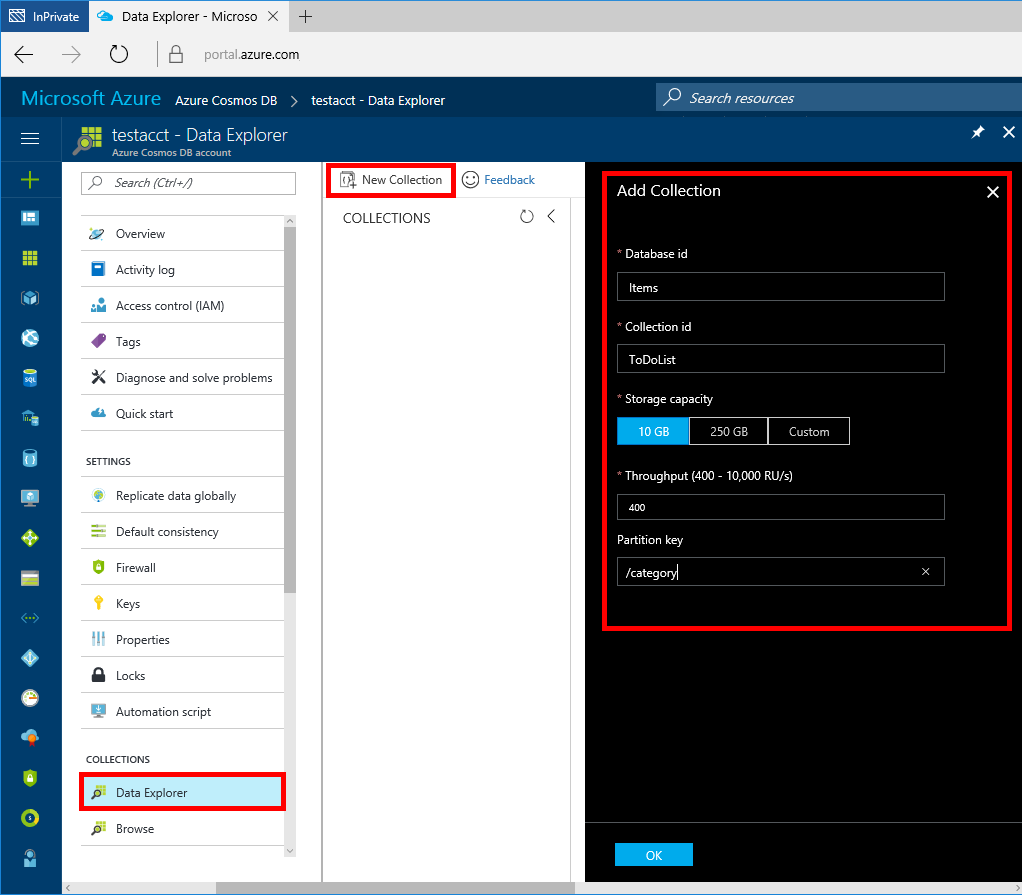 InPrivate
Data Explorer - Microso
portal.azure.com
Microsoft Azure Azure Cosmos DB > testacct - Data Explorer
Search resources
testacct - Data Explorer
Azure Cosmos DB account
Search (Ctrl+/)
Overview
Activity log
Access control (IAM)
Tags
Diagnose and solve problems
Quick start
SETTINGS
Replicate data globally
Default consistency
Firewall
Keys
Properties
Locks
Automation script
COLLECTIONS
Data Explorer
Browse
New Collection
Feedback
COLLECTIONS
Add Collection
* Database id
Items
* Collection id
ToDoList
* Storage capacity
10 GB 250 GB Custom
* Throughput (400 - 10,000 RU/s)
400
Partition key
/category
OK